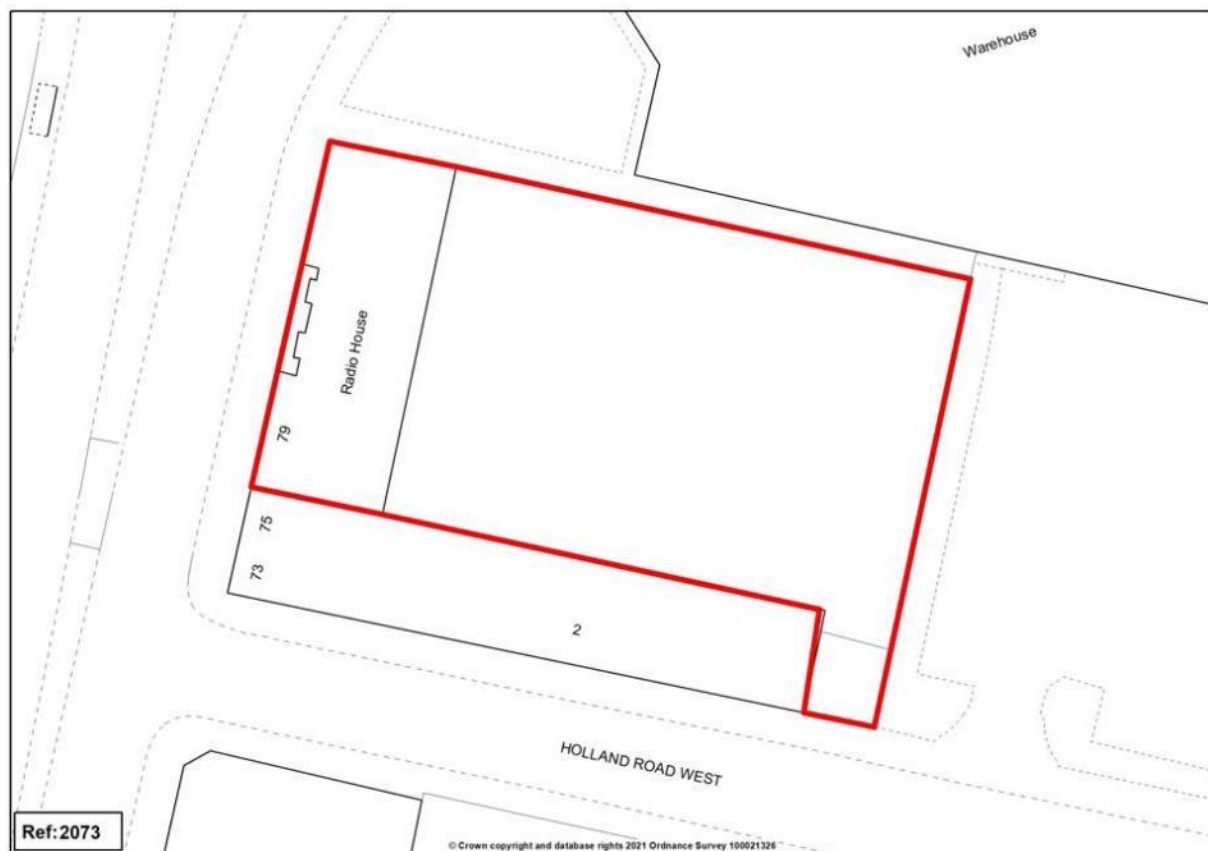 Warehouse
Radio House
79
75
73
2
HOLLAND ROAD WEST
Ref:2073
© Crown copyright and database rights 2021 Ordnance Survey 100021326